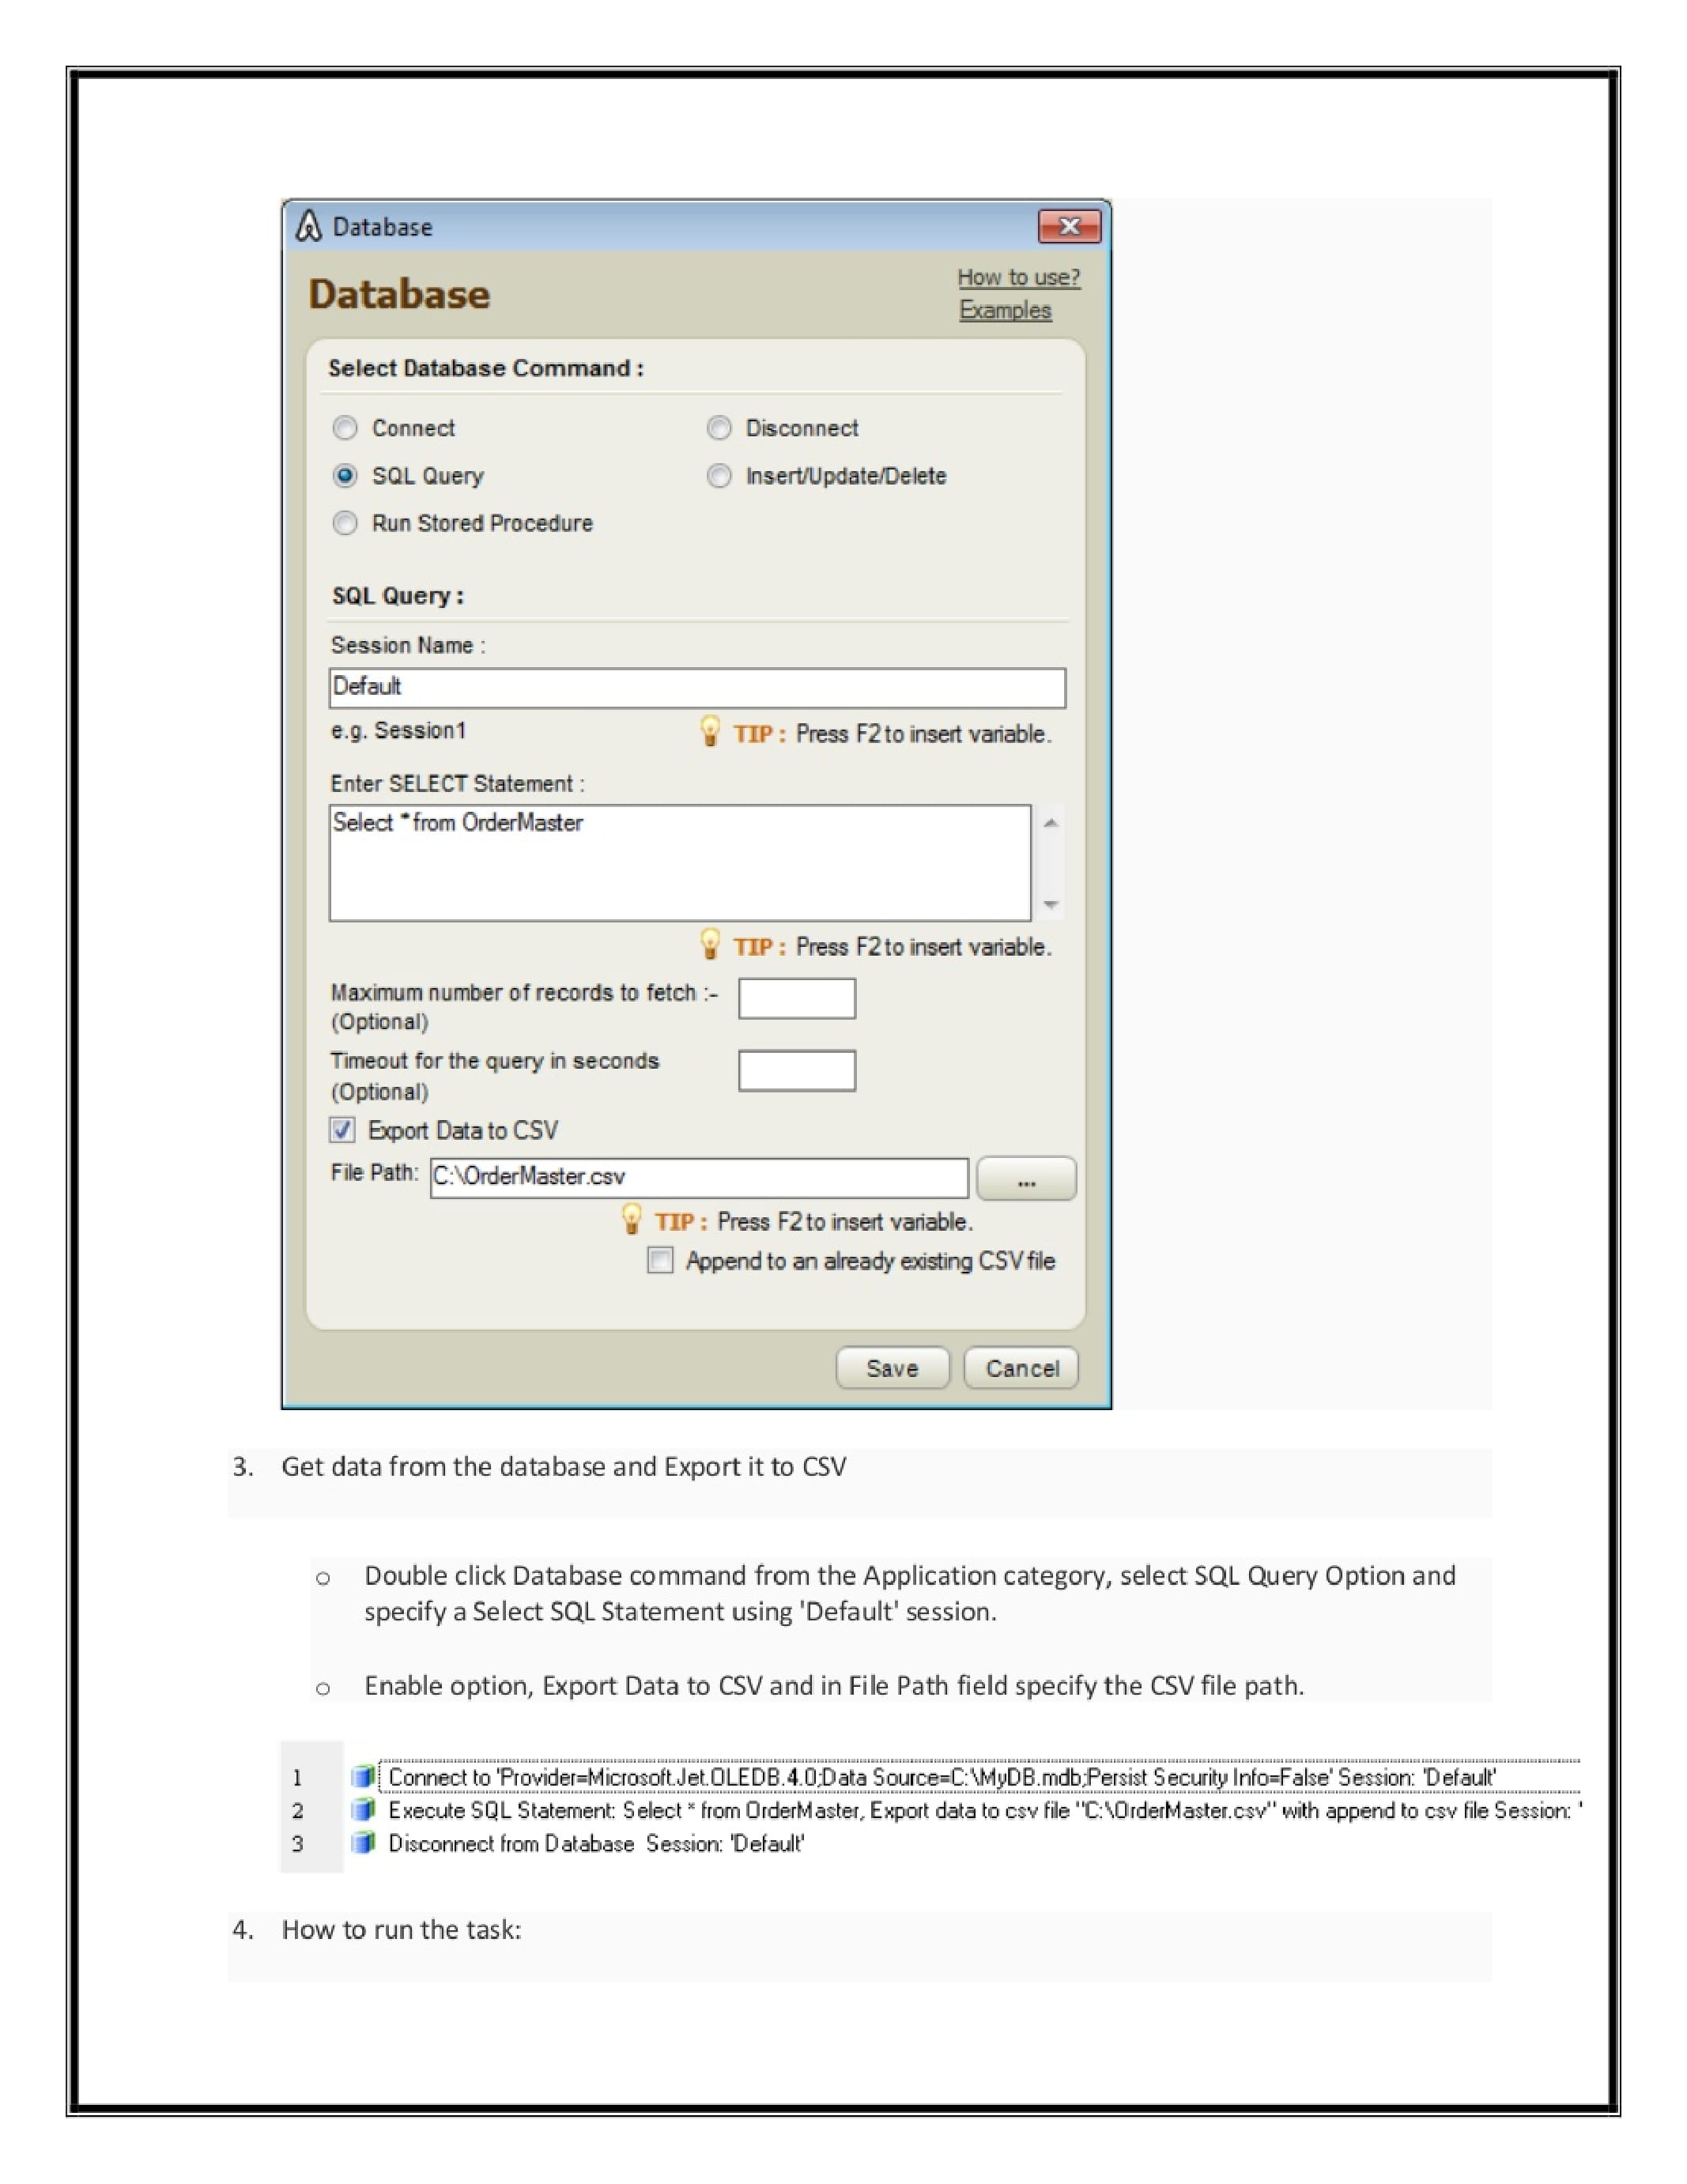 Database
Database
How to use?
Examples
Select Database Command :
Connect
Disconnect
SQL Query
Insert/Update/Delete
Run Stored Procedure
SQL Query :
Session Name :
Default
e.g. Session1
TIP : Press F2 to insert variable.
Enter SELECT Statement :
Select * from OrderMaster
TIP : Press F2 to insert variable.
Maximum number of records to fetch :-
(Optional)
Timeout for the query in seconds
(Optional)
Export Data to CSV
File Path: C:\OrderMaster.csv ...
TIP : Press F2 to insert variable.
Append to an already existing CSV file
Save Cancel
3. Get data from the database and Export it to CSV
o Double click Database command from the Application category, select SQL Query Option and
specify a Select SQL Statement using 'Default' session.
o Enable option, Export Data to CSV and in File Path field specify the CSV file path.
1 Connect to 'Provider=Microsoft.Jet.OLEDB.4.0;Data Source=C:\MyDB.mdb;Persist Security Info=False' Session: 'Default'
2 Execute SQL Statement: Select * from OrderMaster, Export data to csv file "C:\OrderMaster.csv" with append to csv file Session: '
3 Disconnect from Database Session: 'Default'
4. How to run the task: